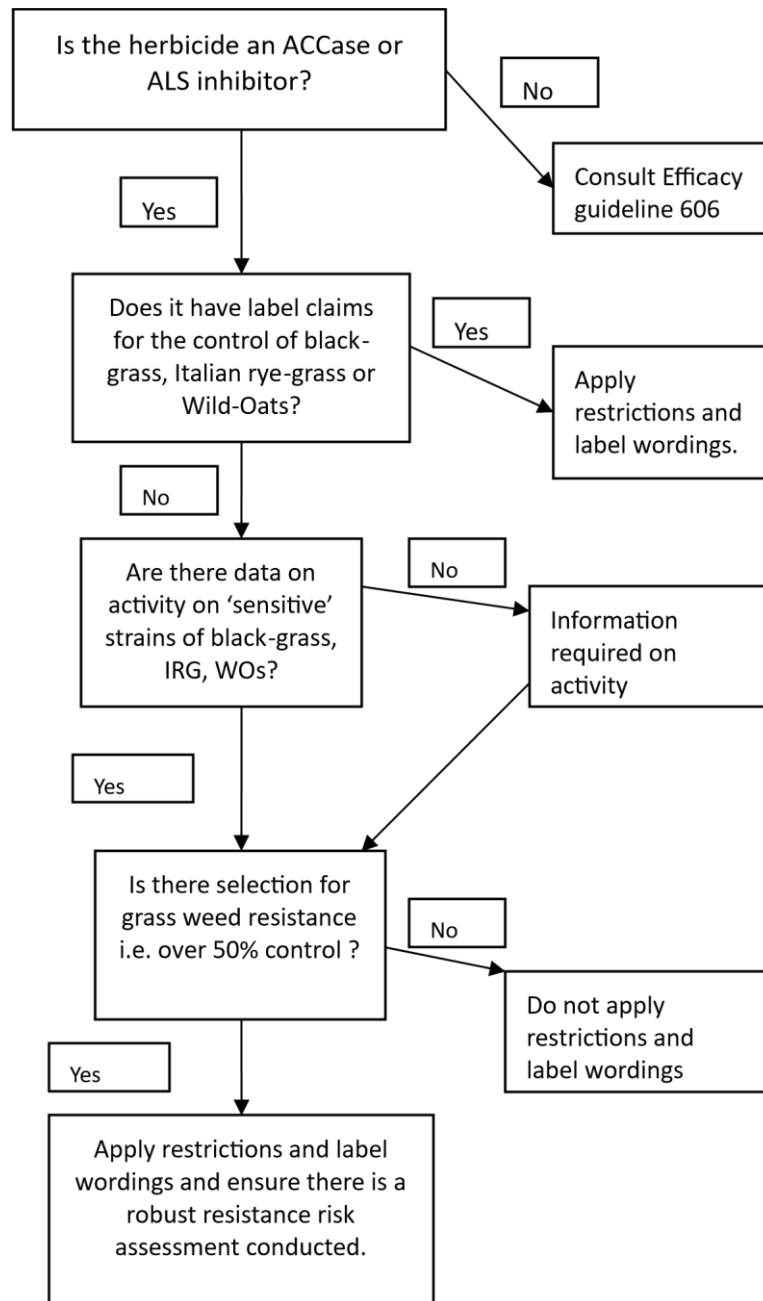 Is the herbicide an ACCase or
ALS inhibitor?
No
Consult Efficacy
guideline 606
Yes
Does it have label claims
for the control of black-
grass, Italian rye-grass or
Wild-Oats?
Yes
Apply
restrictions and
label wordings.
No
Are there data on
activity on ‘sensitive’
strains of black-grass,
IRG, WOs?
No
Information
required on
activity
Yes
Is there selection for
grass weed resistance
i.e. over 50% control ?
No
Do not apply
restrictions and
label wordings
Yes
Apply restrictions and label
wordings and ensure there is a
robust resistance risk
assessment conducted.